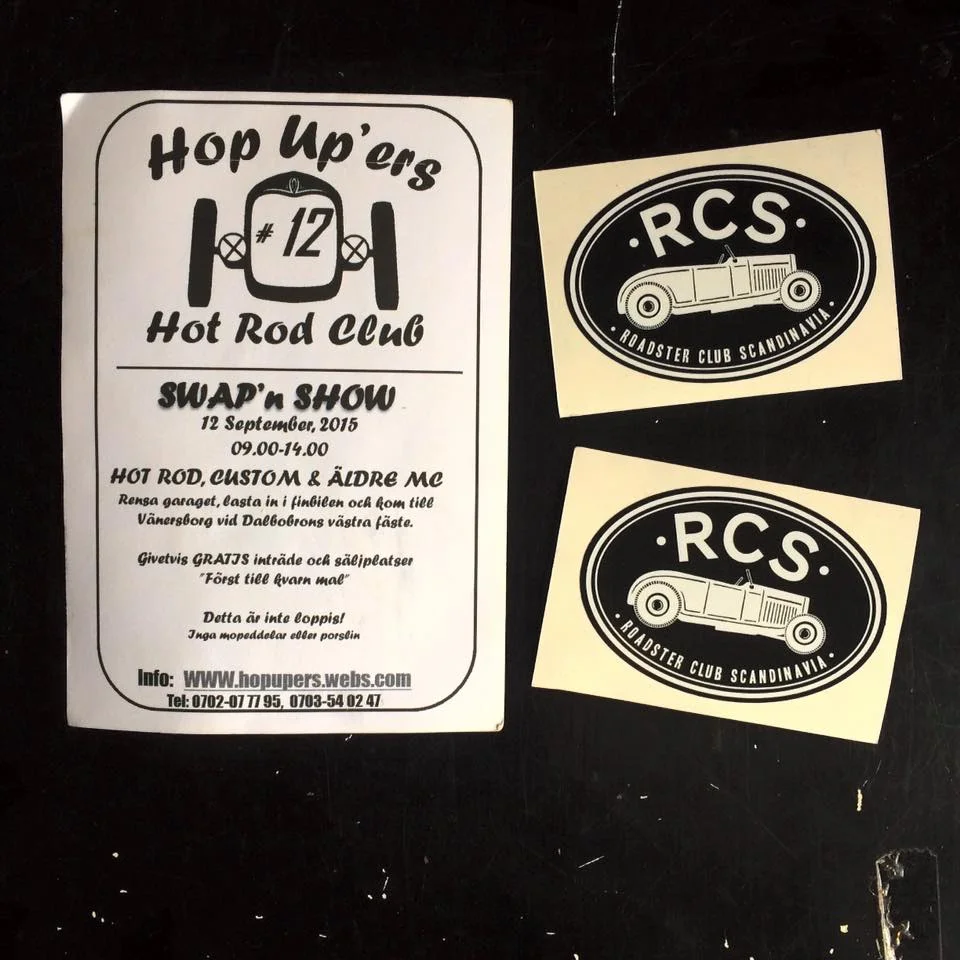 Hop Up'ers
# 12
Hot Rod Club
SWAP'n SHOW
12 September, 2015
09.00-14.00
HOT ROD, CUSTOM & ÄLDRE MC
Rensa garaget, lasta in i finbilen och kom till
Vänersborg vid Dalbobrons västra fäste.
Givetvis GRATIS inträde och säljplatser
"Först till kvarn mal"
Detta är inte loppis!
Inga mopeddelar eller porslin
Info: WWW.hopupers.webs.com
Tel: 0702-07 77 95, 0703-54 02 47
·RCS·
· ROADSTER CLUB SCANDINAVIA ·
·RCS·
· ROADSTER CLUB SCANDINAVIA ·